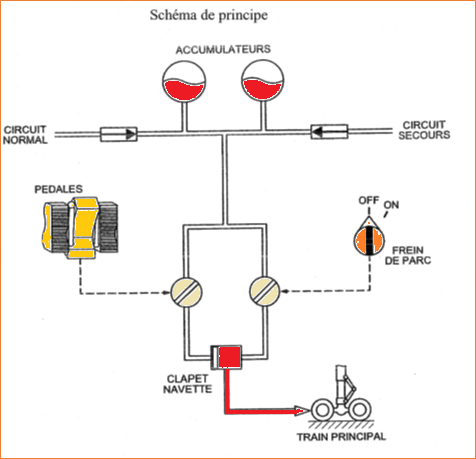 Schéma de principe
ACCUMULATEURS
CIRCUIT
NORMAL
CIRCUIT
SECOURS
PEDALES
OFF
ON
FREIN
DE PARC
CLAPET
NAVETTE
TRAIN PRINCIPAL